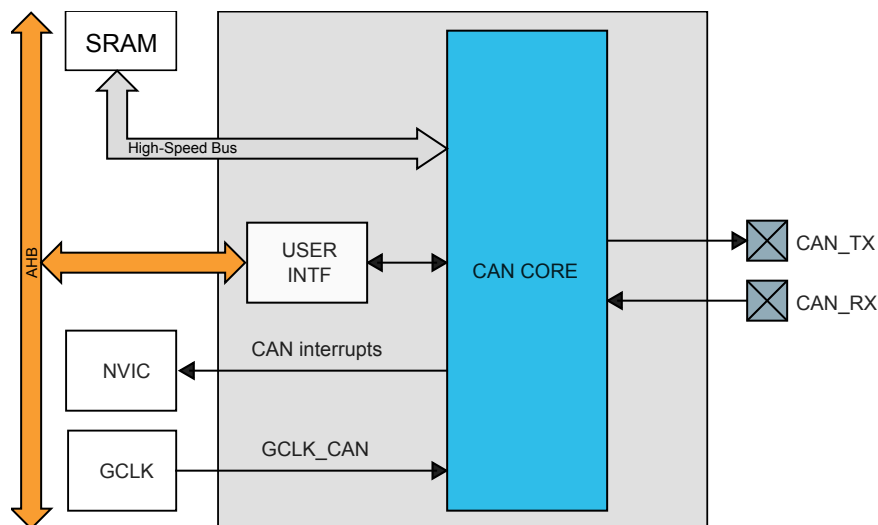 SRAM
High-Speed Bus
AHB
USER
INTF
CAN CORE
CAN_TX
CAN_RX
CAN interrupts
NVIC
GCLK_CAN
GCLK